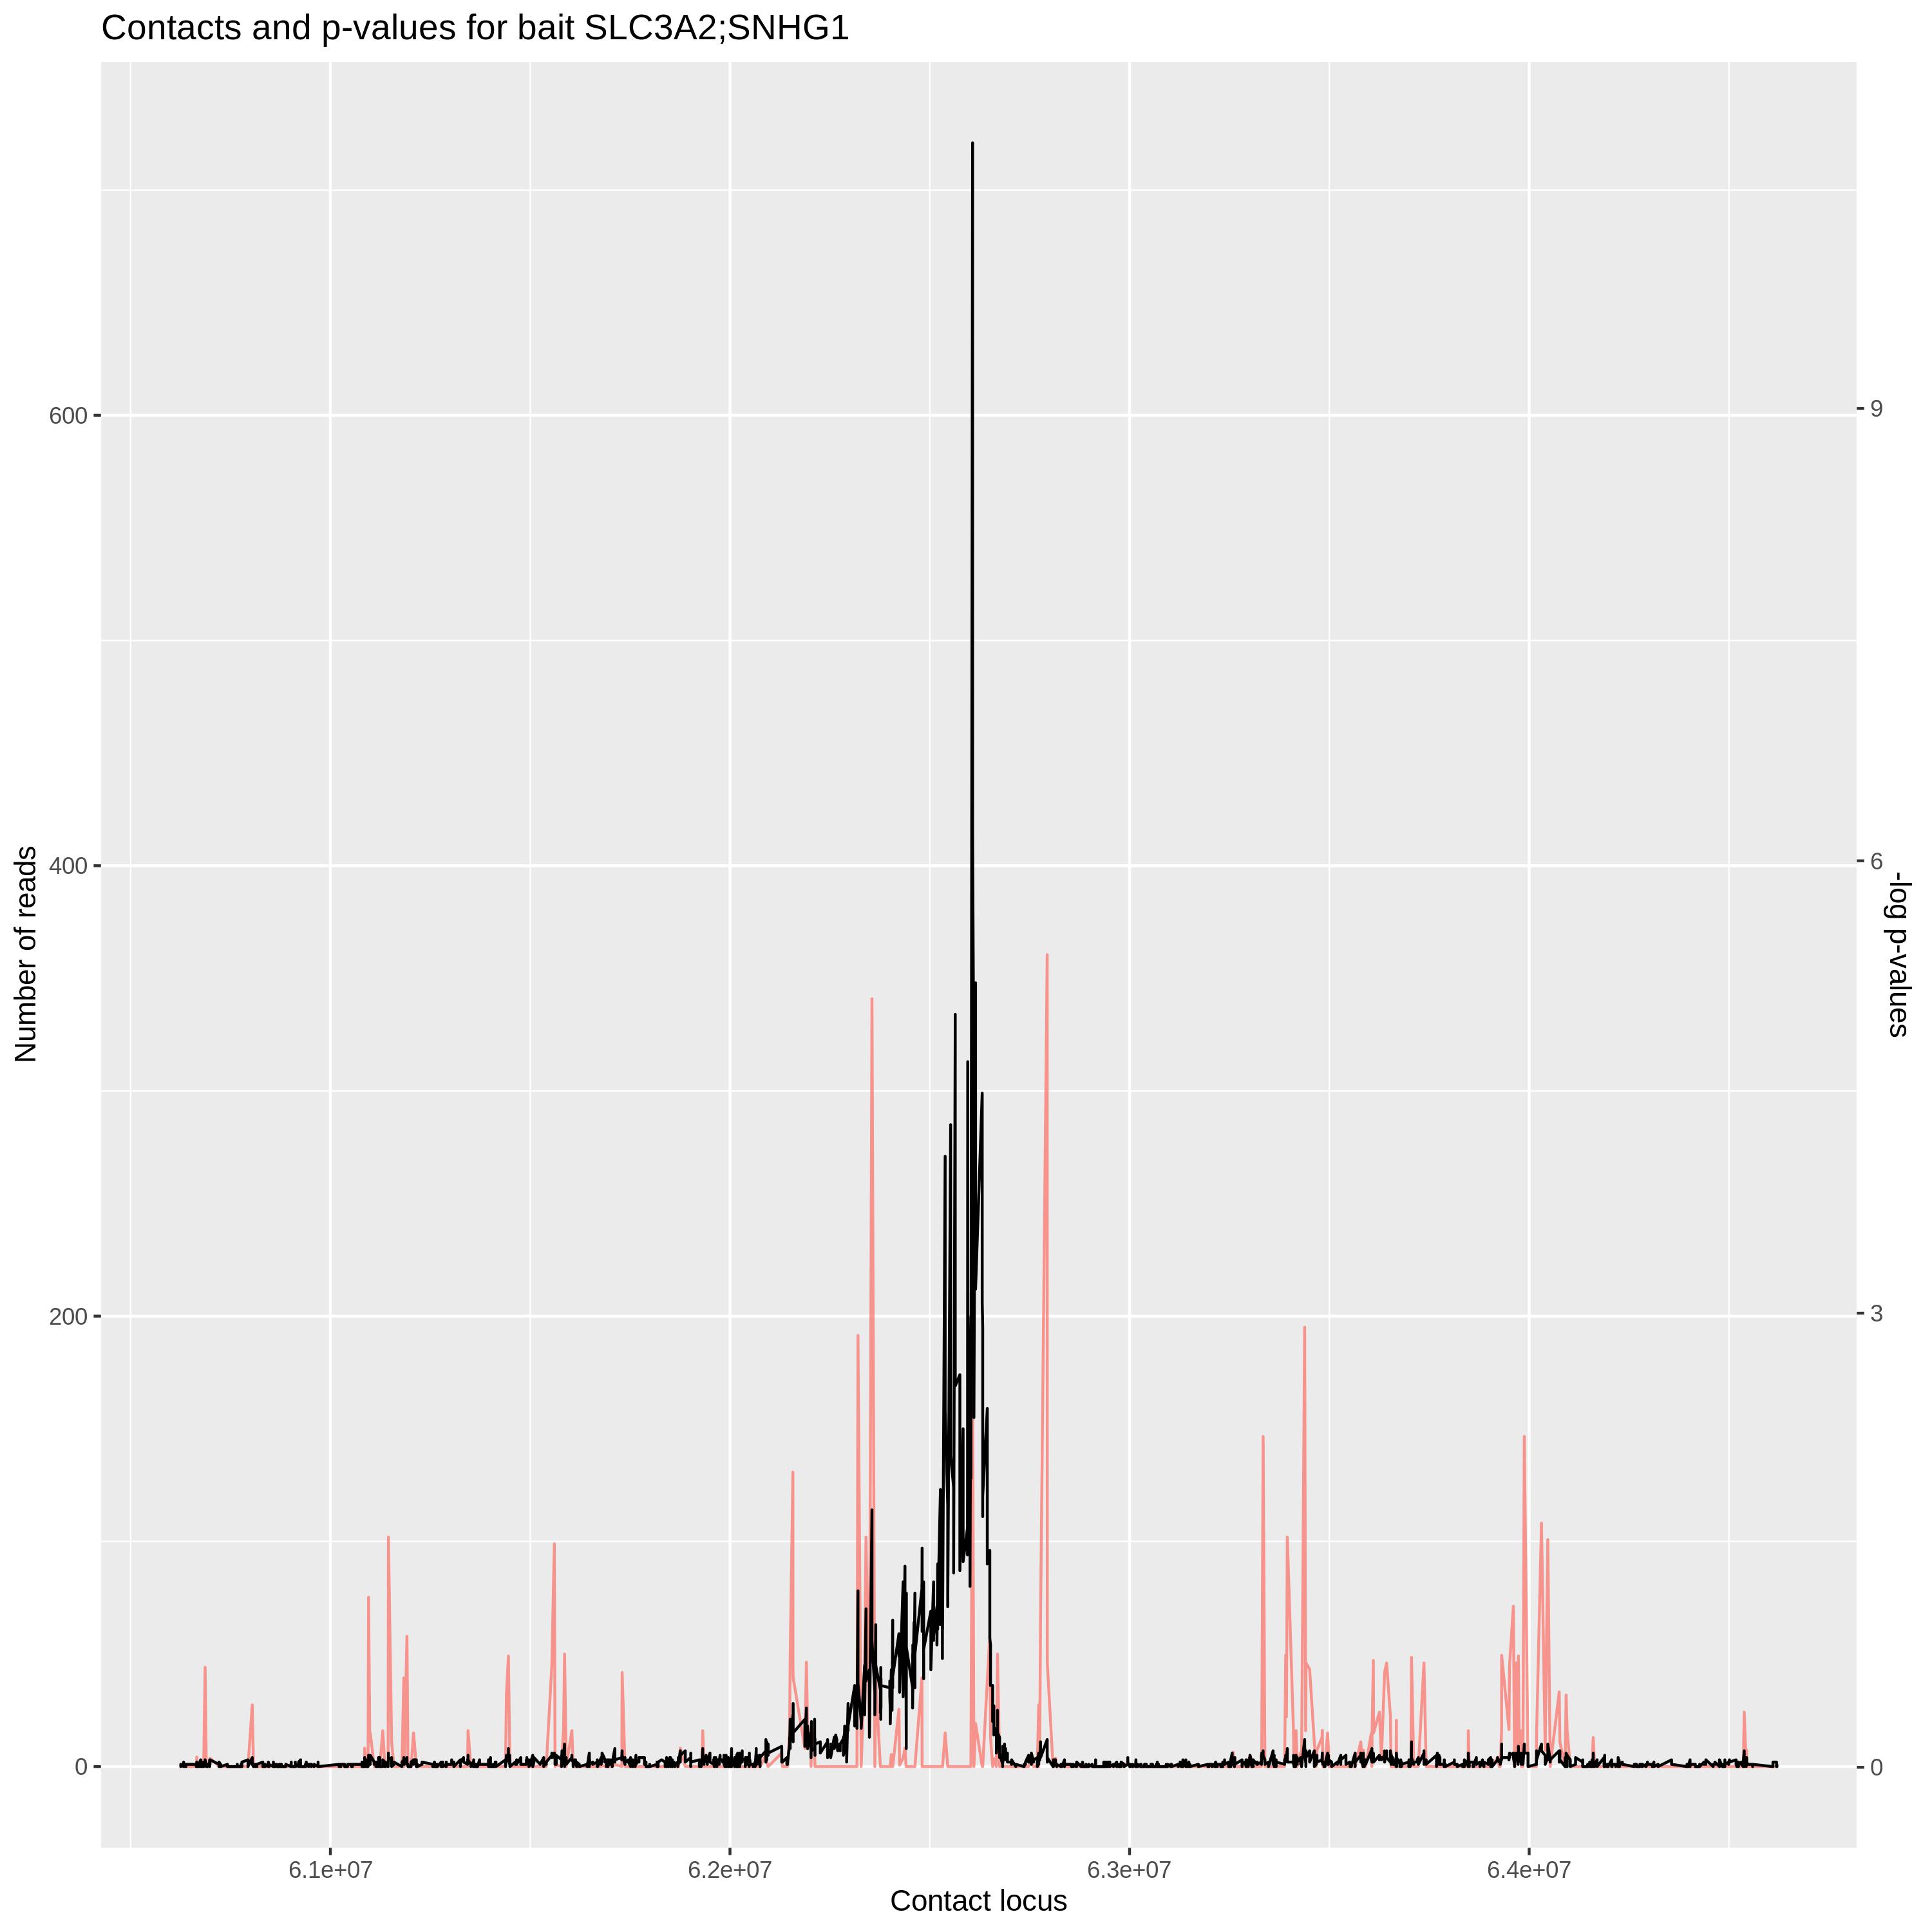 Contacts and p-values for bait SLC3A2;SNHG1
Number of reads
600
400
200
0
9
6
3
0
-log p-values
6.1e+07
6.2e+07
6.3e+07
6.4e+07
Contact locus